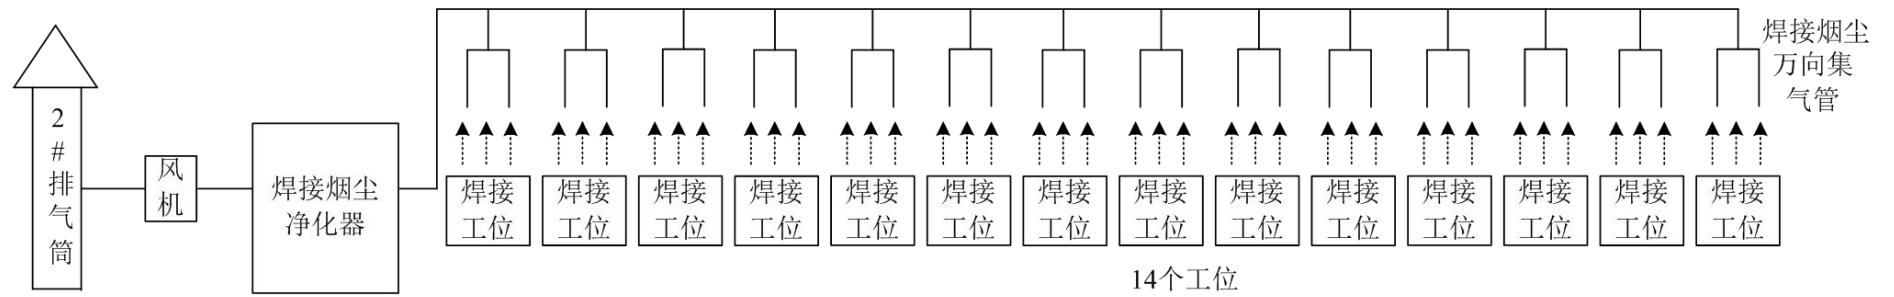 2#排气筒
风机
焊接烟尘
净化器
焊接 焊接 焊接 焊接 焊接 焊接 焊接 焊接 焊接 焊接 焊接 焊接 焊接 焊接
工位 工位 工位 工位 工位 工位 工位 工位 工位 工位 工位 工位 工位 工位
14个工位
焊接烟尘
万向集
气管